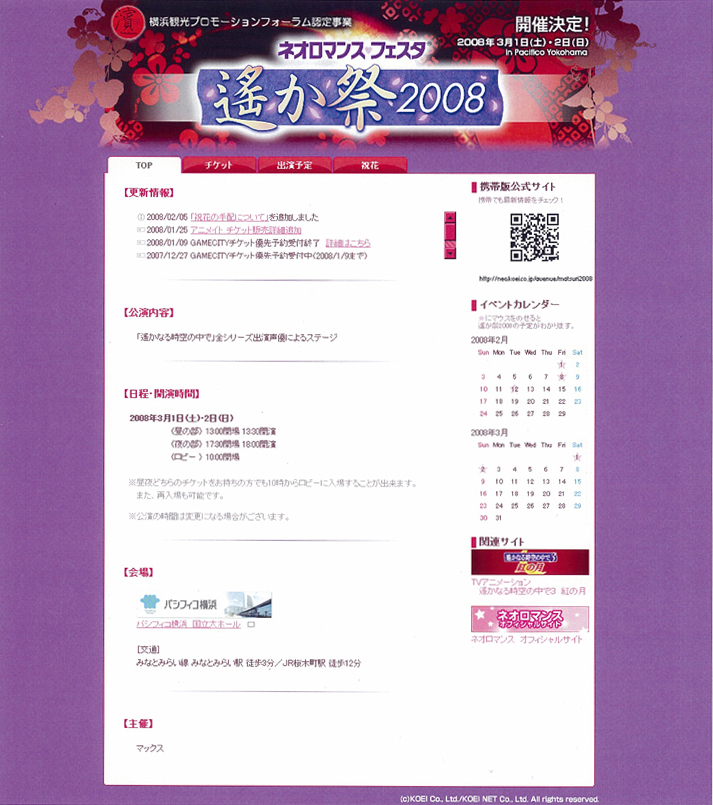 濱
横浜観光プロモーションフォーラム認定事業
開催決定!
2008年3月1日(土)・2日(日)
in Pacifico Yokohama
ネオロマンス フェスタ
遙か祭2008
TOP
チケット
出演予定
祝花
【更新情報】
2008/02/05 「祝花の手配について」を追加しました
2008/01/25 アニメイト チケット販売詳細追加
2008/01/09 GAMECITYチケット優先予約受付終了 詳細はこちら
2007/12/27 GAMECITYチケット優先予約受付中(2008/1/9まで)
【公演内容】
「遙かなる時空の中で」全シリーズ出演声優によるステージ
【日程・開演時間】
2008年3月1日(土)・2日(日)
(昼の部) 13:00開場 13:30開演
(夜の部) 17:30開場 18:00開演
(ロビー) 10:00開場
※昼夜どちらのチケットをお持ちの方でも10時からロビーに入場することが出来ます。
また、再入場も可能です。
※公演の時間は変更になる場合がございます。
【会場】
パシフィコ横浜
パシフィコ横浜 国立大ホール
[交通]
みなとみらい線 みなとみらい駅 徒歩3分/JR桜木町駅 徒歩12分
【主催】
マックス
携帯版公式サイト
携帯でも最新情報をチェック!
http://neo.koei.co.jp/avenue/matsuri2008
イベントカレンダー
※にマウスをのせると
遙か祭2008の予定がわかります。
2008年2月
Sun Mon Tue Wed Thu Fri Sat
1 2
3 4 5 6 7 8 9
10 11 12 13 14 15 16
17 18 19 20 21 22 23
24 25 26 27 28 29
2008年3月
Sun Mon Tue Wed Thu Fri Sat
1
2 3 4 5 6 7 8
9 10 11 12 13 14 15
16 17 18 19 20 21 22
23 24 25 26 27 28 29
30 31
関連サイト
遙かなる時空の中で3
紅の月
TVアニメーション
遙かなる時空の中で3 紅の月
ネオロマンス
オフィシャルサイト
ネオロマンス オフィシャルサイト
(c)KOEI Co., Ltd./KOEI NET Co., Ltd. All rights reserved.